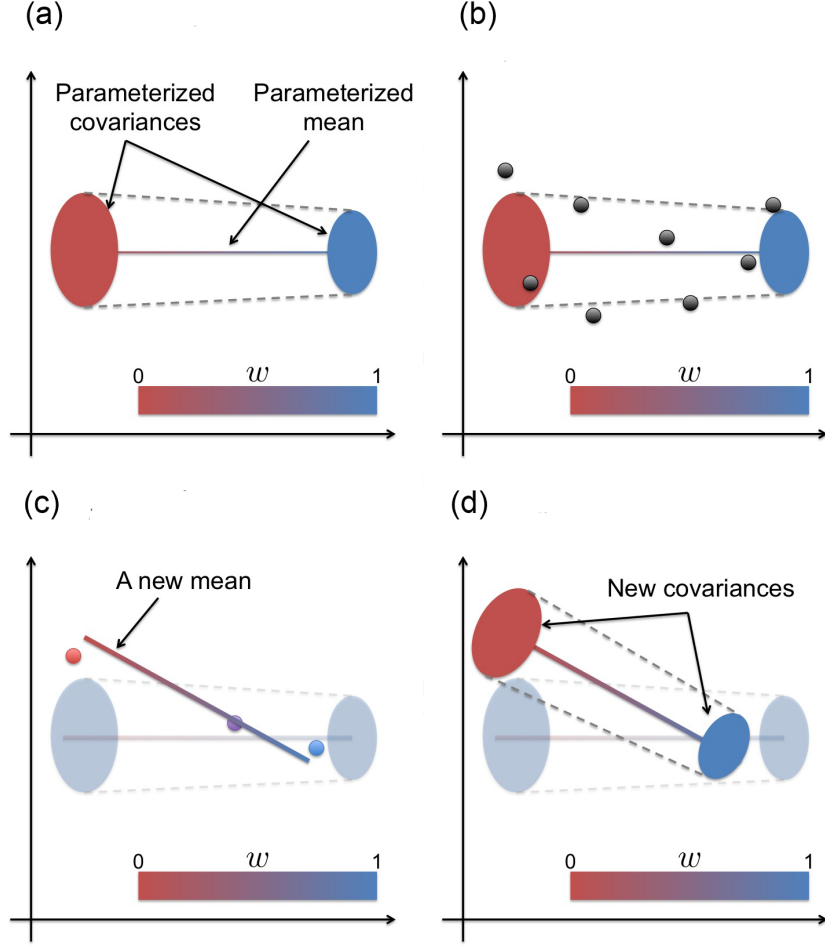 (a)
Parameterized covariances
Parameterized mean
0 w 1
(b)
0 w 1
(c)
A new mean
0 w 1
(d)
New covariances
0 w 1